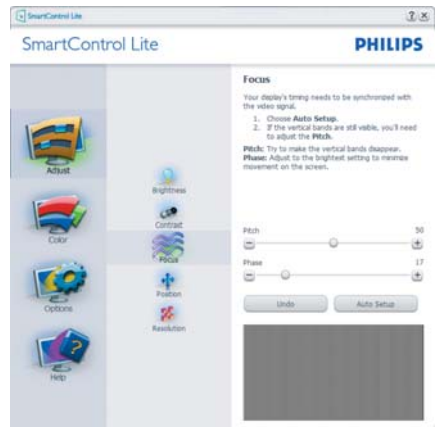 SmartControl Lite
SmartControl Lite
PHILIPS
Adjust
Color
Options
Help
Brightness
Contrast
Focus
Position
Resolution
Focus
Your display's timing needs to be synchronized with
the video signal.
1. Choose Auto Setup.
2. If the vertical bands are still visible, you'll need
to adjust the Pitch.
Pitch: Try to make the vertical bands disappear.
Phase: Adjust to the brightest setting to minimize
movement on the screen.
Pitch 50
Phase 17
Undo
Auto Setup